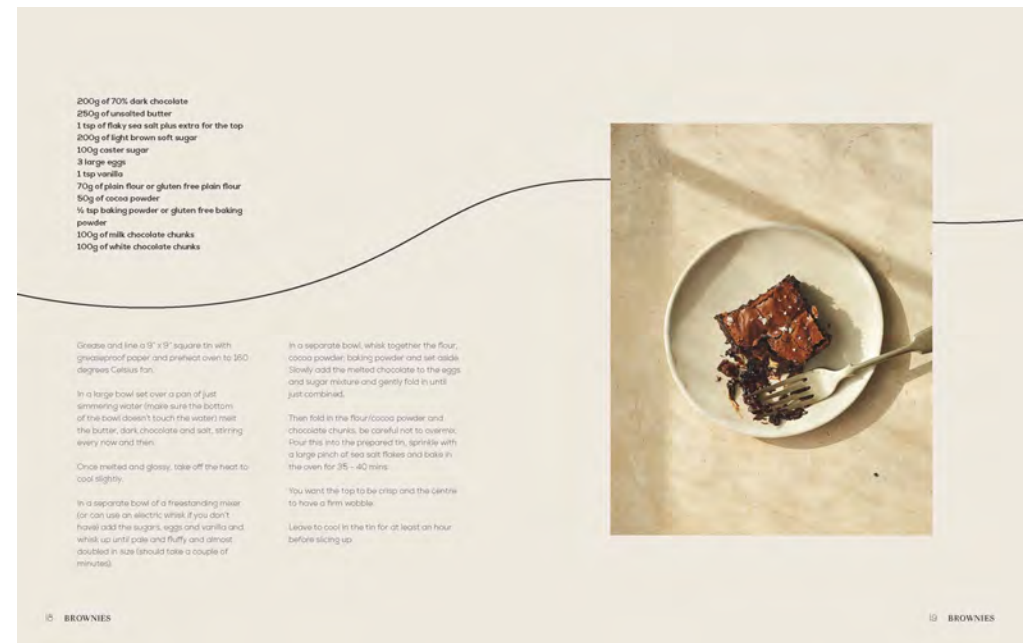 200g of 70% dark chocolate
250g of unsalted butter
1 tsp of flaky sea salt plus extra for the top
200g of light brown soft sugar
100g caster sugar
3 large eggs
1 tsp vanilla
70g of plain flour or gluten free plain flour
50g of cocoa powder
½ tsp baking powder or gluten free baking
powder
100g of milk chocolate chunks
100g of white chocolate chunks
Grease and line a 9" x 9" square tin with
greaseproof paper and preheat oven to 160
degrees Celsius fan.
In a large bowl set over a pan of just
simmering water (make sure the bottom
of the bowl doesn't touch the water) melt
the butter, dark chocolate and salt, stirring
every now and then.
Once melted and glossy, take off the heat to
cool slightly.
In a separate bowl of a freestanding mixer
(or can use an electric whisk if you don't
have) add the sugars, eggs and vanilla and
whisk up until pale and fluffy and almost
doubled in size (should take a couple of
minutes).
In a separate bowl, whisk together the flour,
cocoa powder, baking powder and set aside.
Slowly add the melted chocolate to the eggs
and sugar mixture and gently fold in until
just combined.
Then fold in the flour/cocoa powder and
chocolate chunks, be careful not to overmix.
Pour this into the prepared tin, sprinkle with
a large pinch of sea salt flakes and bake in
the oven for 35 - 40 mins.
You want the top to be crisp and the centre
to have a firm wobble.
Leave to cool in the tin for at least an hour
before slicing up.
18 BROWNIES
19 BROWNIES